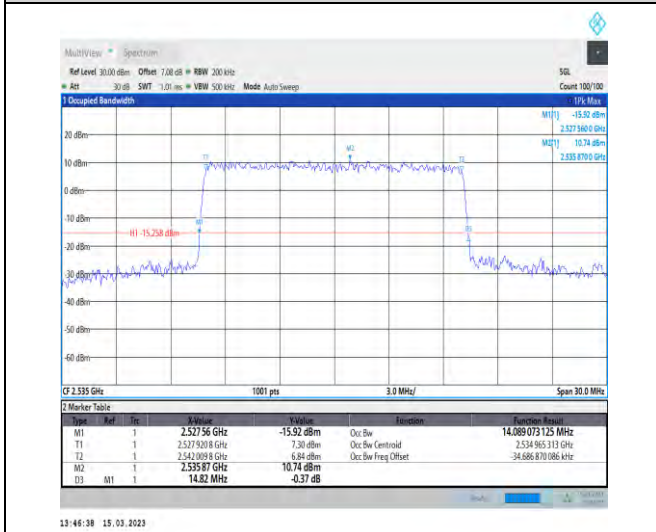 MultiView Spectrum
Ref Level 30.00 dBm Offset 7.00 dB RBW 200 kHz SGL
Att 30 dB SWT 1.01 ms VBW 500 kHz Mode Auto Sweep Count 100/100
1 Occupied Bandwidth 1Pk Max
M1[1] -15.92 dBm
2.527 560 0 GHz
M2[1] 10.74 dBm
2.535 870 0 GHz
20 dBm
M2
T1 T2
10 dBm
0 dBm
-10 dBm
M1
H1 -15.258 dBm
D3
-20 dBm
-30 dBm
-40 dBm
-50 dBm
-60 dBm
CF 2.535 GHz 1001 pts 3.0 MHz/ Span 30.0 MHz
2 Marker Table
Type Ref Trc X-Value Y-Value Function Function Result
M1 1 2.527 56 GHz -15.92 dBm Occ Bw 14.089 073 125 MHz
T1 1 2.527 920 8 GHz 7.30 dBm Occ Bw Centroid 2.534 965 313 GHz
T2 1 2.542 009 8 GHz 6.84 dBm Occ Bw Freq Offset -34.686 870 086 kHz
M2 1 2.535 87 GHz 10.74 dBm
D3 M1 1 14.82 MHz -0.37 dB
13:46:38 15.03.2023